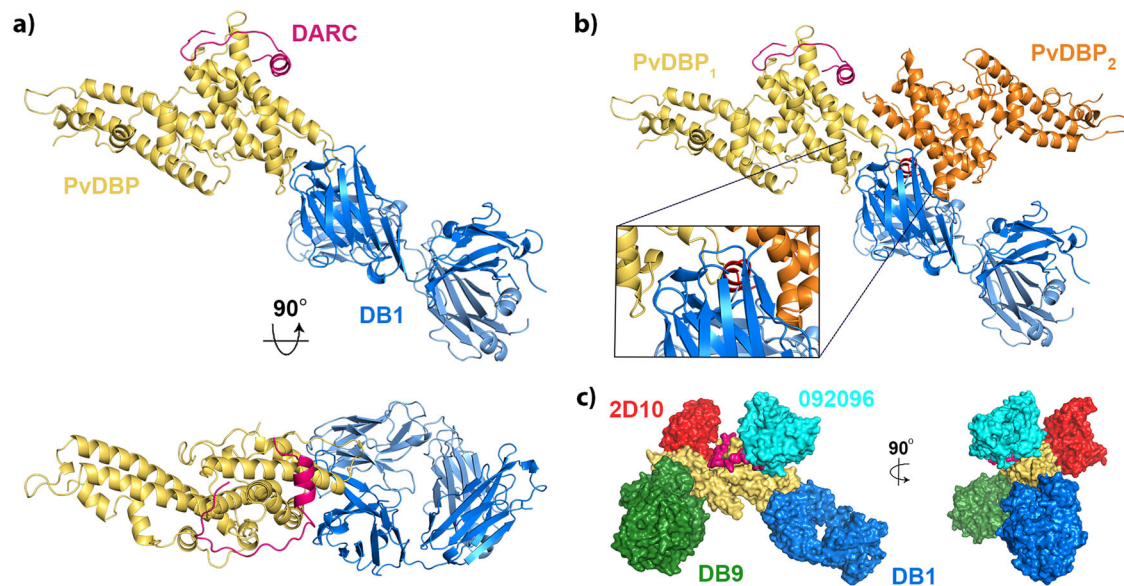 a)
DARC
PvDBP
DB1
90°
b)
PvDBP₁
PvDBP₂
c)
2D10
092096
90°
DB9
DB1